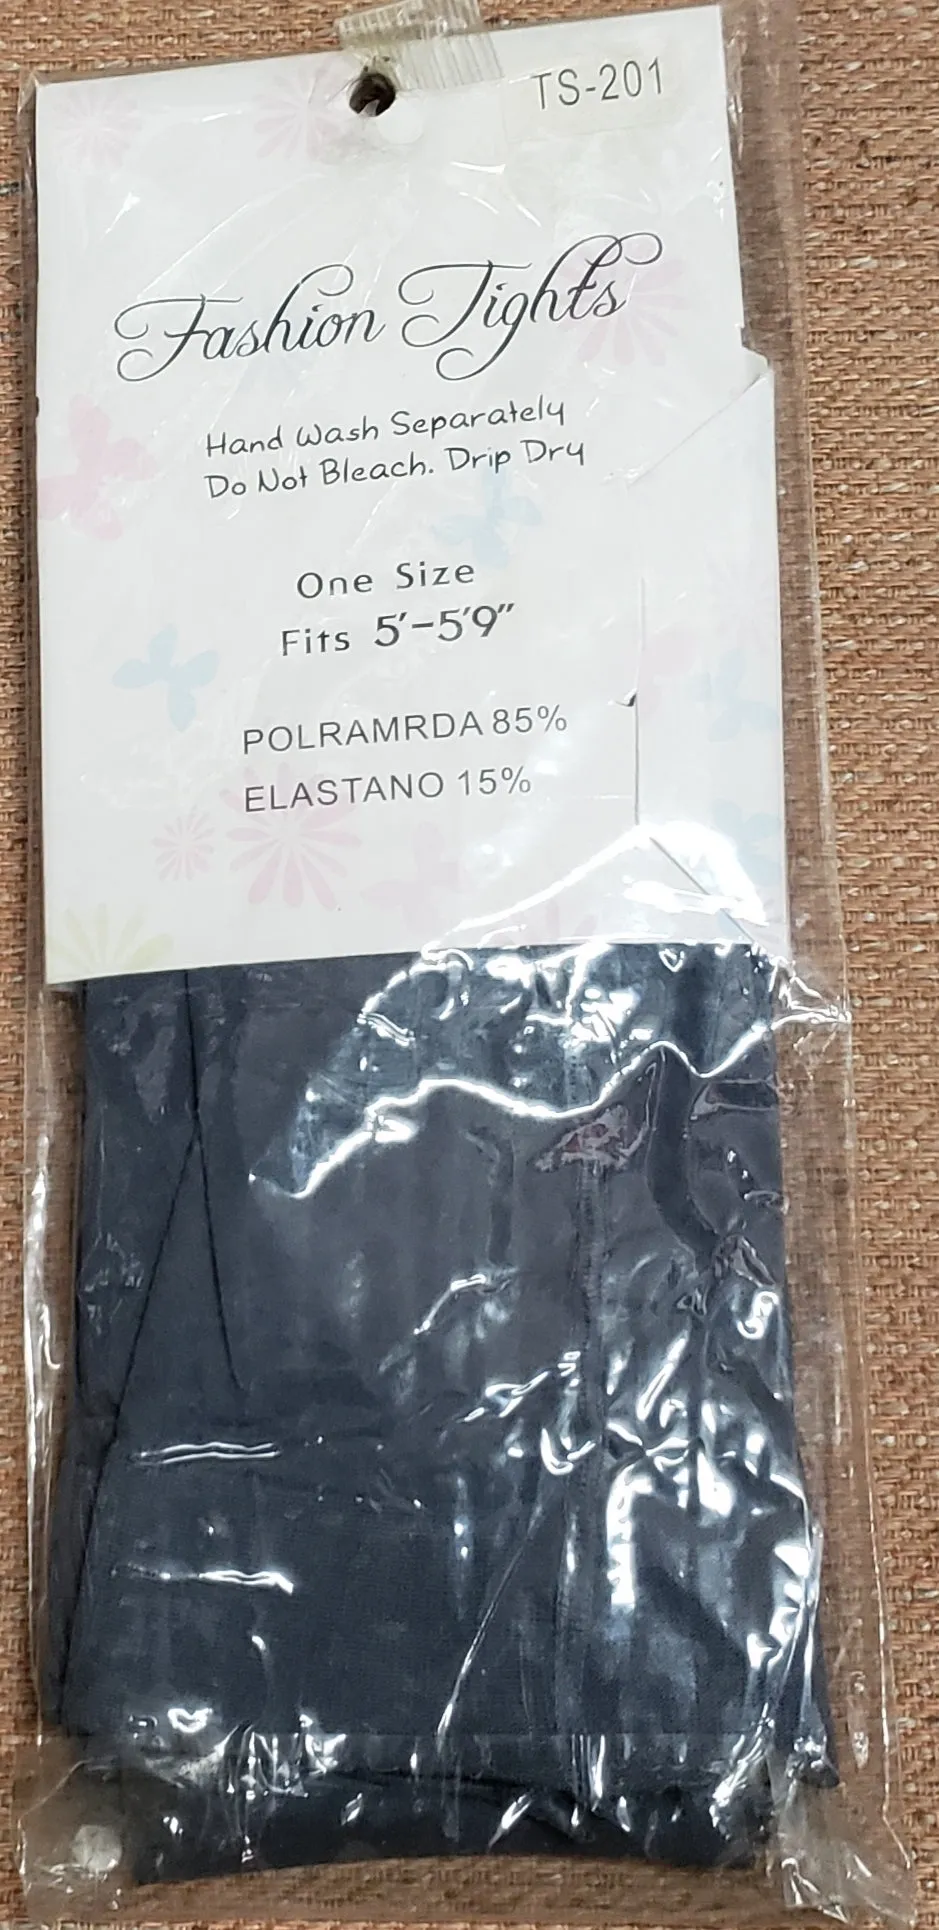 TS-201
Fashion Tights
Hand Wash Separately
Do Not Bleach. Drip Dry
One Size
Fits 5'-5'9"
POLRAMRDA 85%
ELASTANO 15%